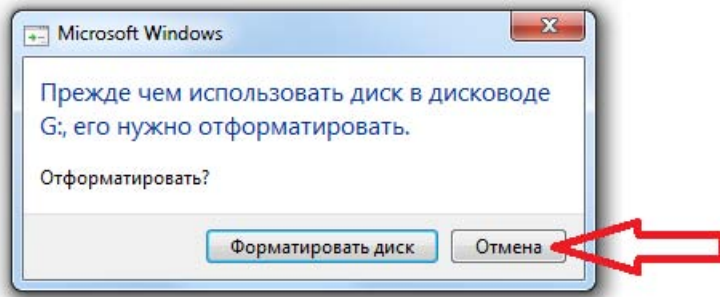 Microsoft Windows
Прежде чем использовать диск в дисководе
G:, его нужно отформатировать.
Отформатировать?
Форматировать диск
Отмена